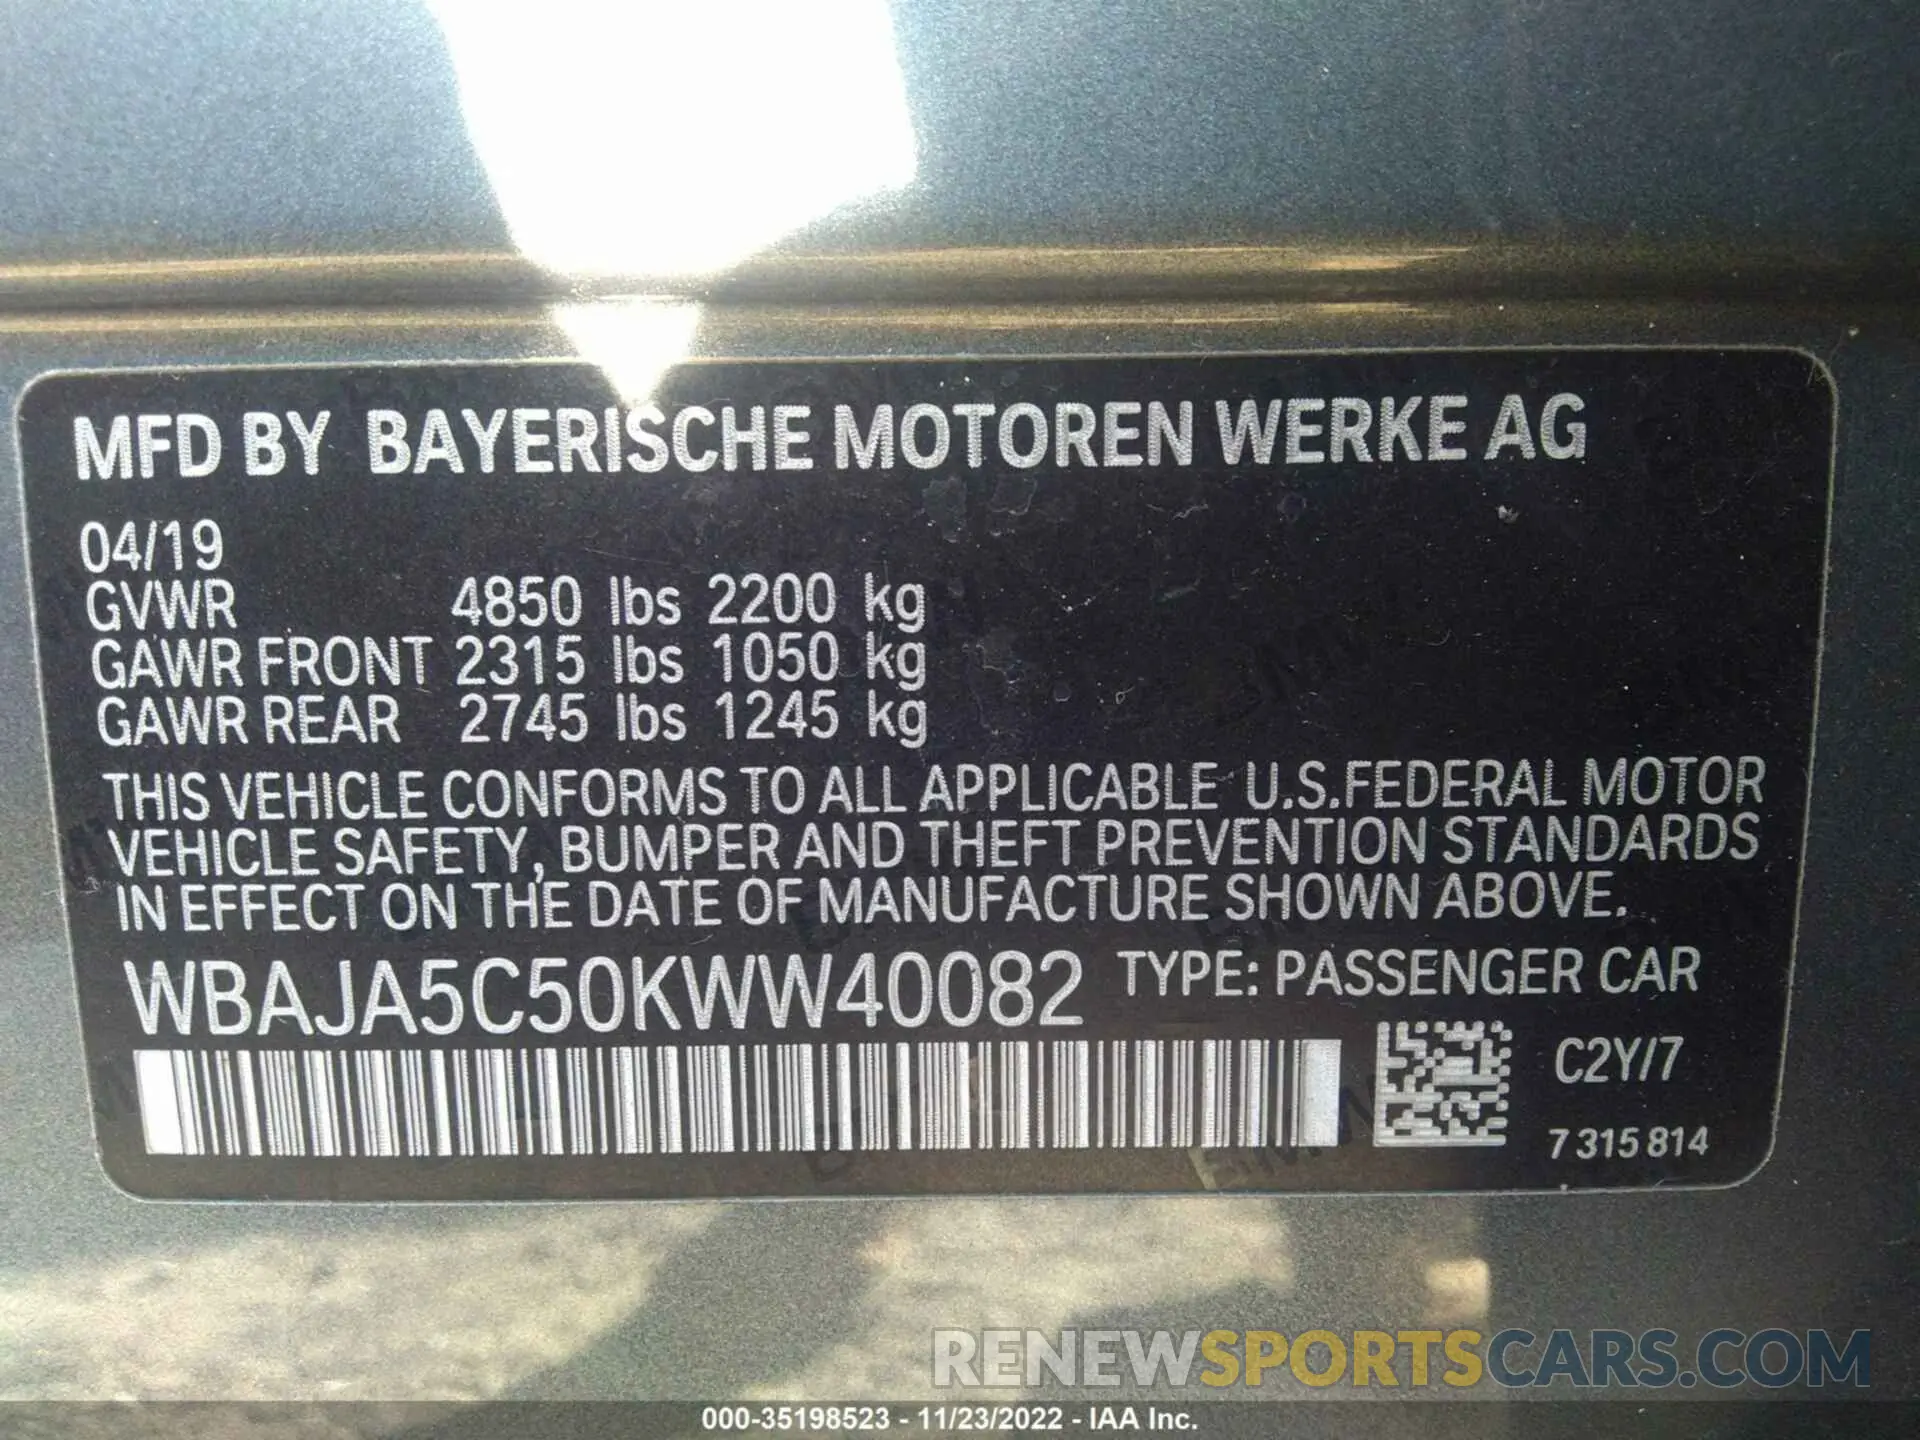 MFD BY BAYERISCHE MOTOREN WERKE AG
04/19
GVWR 4850 lbs 2200 kg
GAWR FRONT 2315 lbs 1050 kg
GAWR REAR 2745 lbs 1245 kg
THIS VEHICLE CONFORMS TO ALL APPLICABLE U.S.FEDERAL MOTOR
VEHICLE SAFETY, BUMPER AND THEFT PREVENTION STANDARDS
IN EFFECT ON THE DATE OF MANUFACTURE SHOWN ABOVE.
WBAJA5C50KWW40082 TYPE: PASSENGER CAR
C2Y/7
7 315 814
RENEWSPORTSCARS.COM
000-35198523 - 11/23/2022 - IAA Inc.